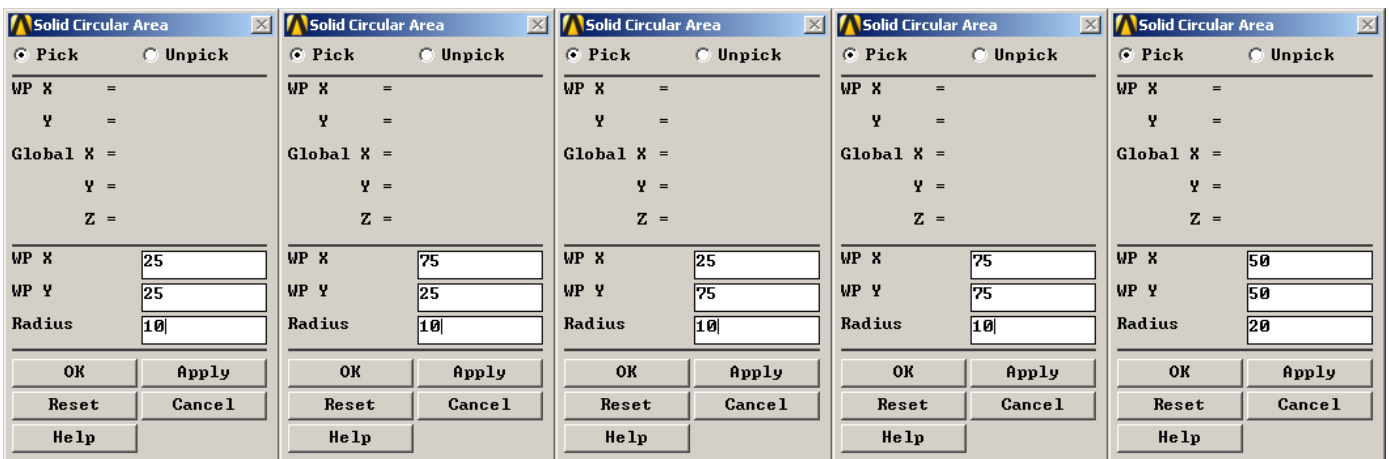 Solid Circular Area
Pick Unpick
WP X =
Y =
Global X =
Y =
Z =
WP X 25
WP Y 25
Radius 10
OK Apply
Reset Cancel
Help
Solid Circular Area
Pick Unpick
WP X =
Y =
Global X =
Y =
Z =
WP X 75
WP Y 25
Radius 10
OK Apply
Reset Cancel
Help
Solid Circular Area
Pick Unpick
WP X =
Y =
Global X =
Y =
Z =
WP X 25
WP Y 75
Radius 10
OK Apply
Reset Cancel
Help
Solid Circular Area
Pick Unpick
WP X =
Y =
Global X =
Y =
Z =
WP X 75
WP Y 75
Radius 10
OK Apply
Reset Cancel
Help
Solid Circular Area
Pick Unpick
WP X =
Y =
Global X =
Y =
Z =
WP X 50
WP Y 50
Radius 20
OK Apply
Reset Cancel
Help